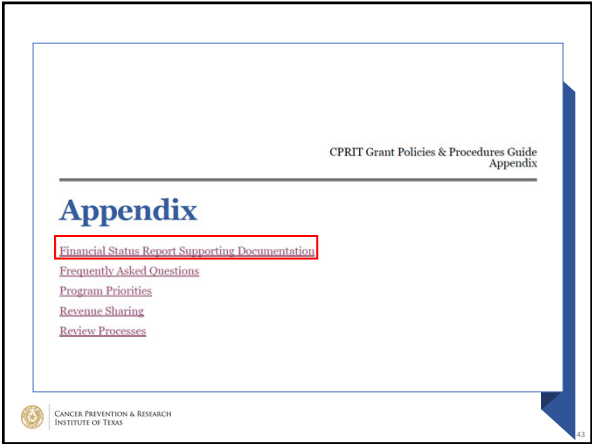 CPRIT Grant Policies & Procedures Guide
Appendix
Appendix
Financial Status Report Supporting Documentation
Frequently Asked Questions
Program Priorities
Revenue Sharing
Review Processes
CANCER PREVENTION & RESEARCH
INSTITUTE OF TEXAS
43